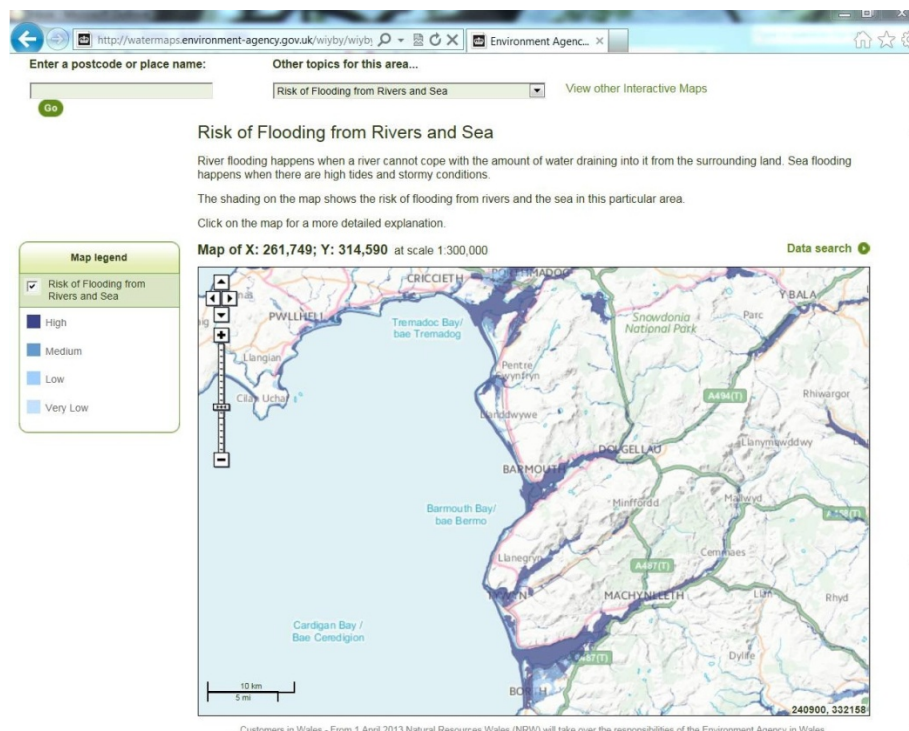 http://watermaps.environment-agency.gov.uk/wiyby/wiyby
Environment Agenc...
Enter a postcode or place name:
Other topics for this area...
Risk of Flooding from Rivers and Sea
View other Interactive Maps
Go
Risk of Flooding from Rivers and Sea
River flooding happens when a river cannot cope with the amount of water draining into it from the surrounding land. Sea flooding
happens when there are high tides and stormy conditions.
The shading on the map shows the risk of flooding from rivers and the sea in this particular area.
Click on the map for a more detailed explanation.
Map of X: 261,749; Y: 314,590 at scale 1:300,000
Data search
Map legend
Risk of Flooding from
Rivers and Sea
High
Medium
Low
Very Low
CRICCIETH
Y BALA
PWLLHELI
Tremadoc Bay/
bae Tremadog
Snowdonia
National Park
Parc
Llangian
Pentre
Gwynfryn
A494(T)
Rhiwargor
Cilan Uchaf
Llanddwywe
Llanymawddwy
DOLGELLAU
BARMOUTH
Minffordd
Mallwyd
Barmouth Bay/
bae Bermo
Llanegryn
Cemmaes
A487(T)
TYWYN
MACHYNLLETH
Llan
Rhyd
Cardigan Bay /
Bae Ceredigion
A487(T)
Dylife
BORTH
10 km
5 mi
240900, 332158
Customers in Wales - From 1 April 2013 Natural Resources Wales (NRW) will take over the responsibilities of the Environment Agency in Wales